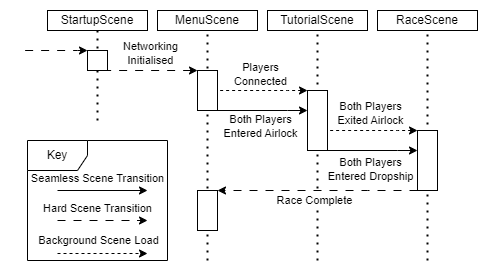 StartupScene
MenuScene
TutorialScene
RaceScene
Networking
Initialised
Players
Connected
Both Players
Entered Airlock
Both Players
Exited Airlock
Both Players
Entered Dropship
Race Complete
Key
Seamless Scene Transition
Hard Scene Transition
Background Scene Load